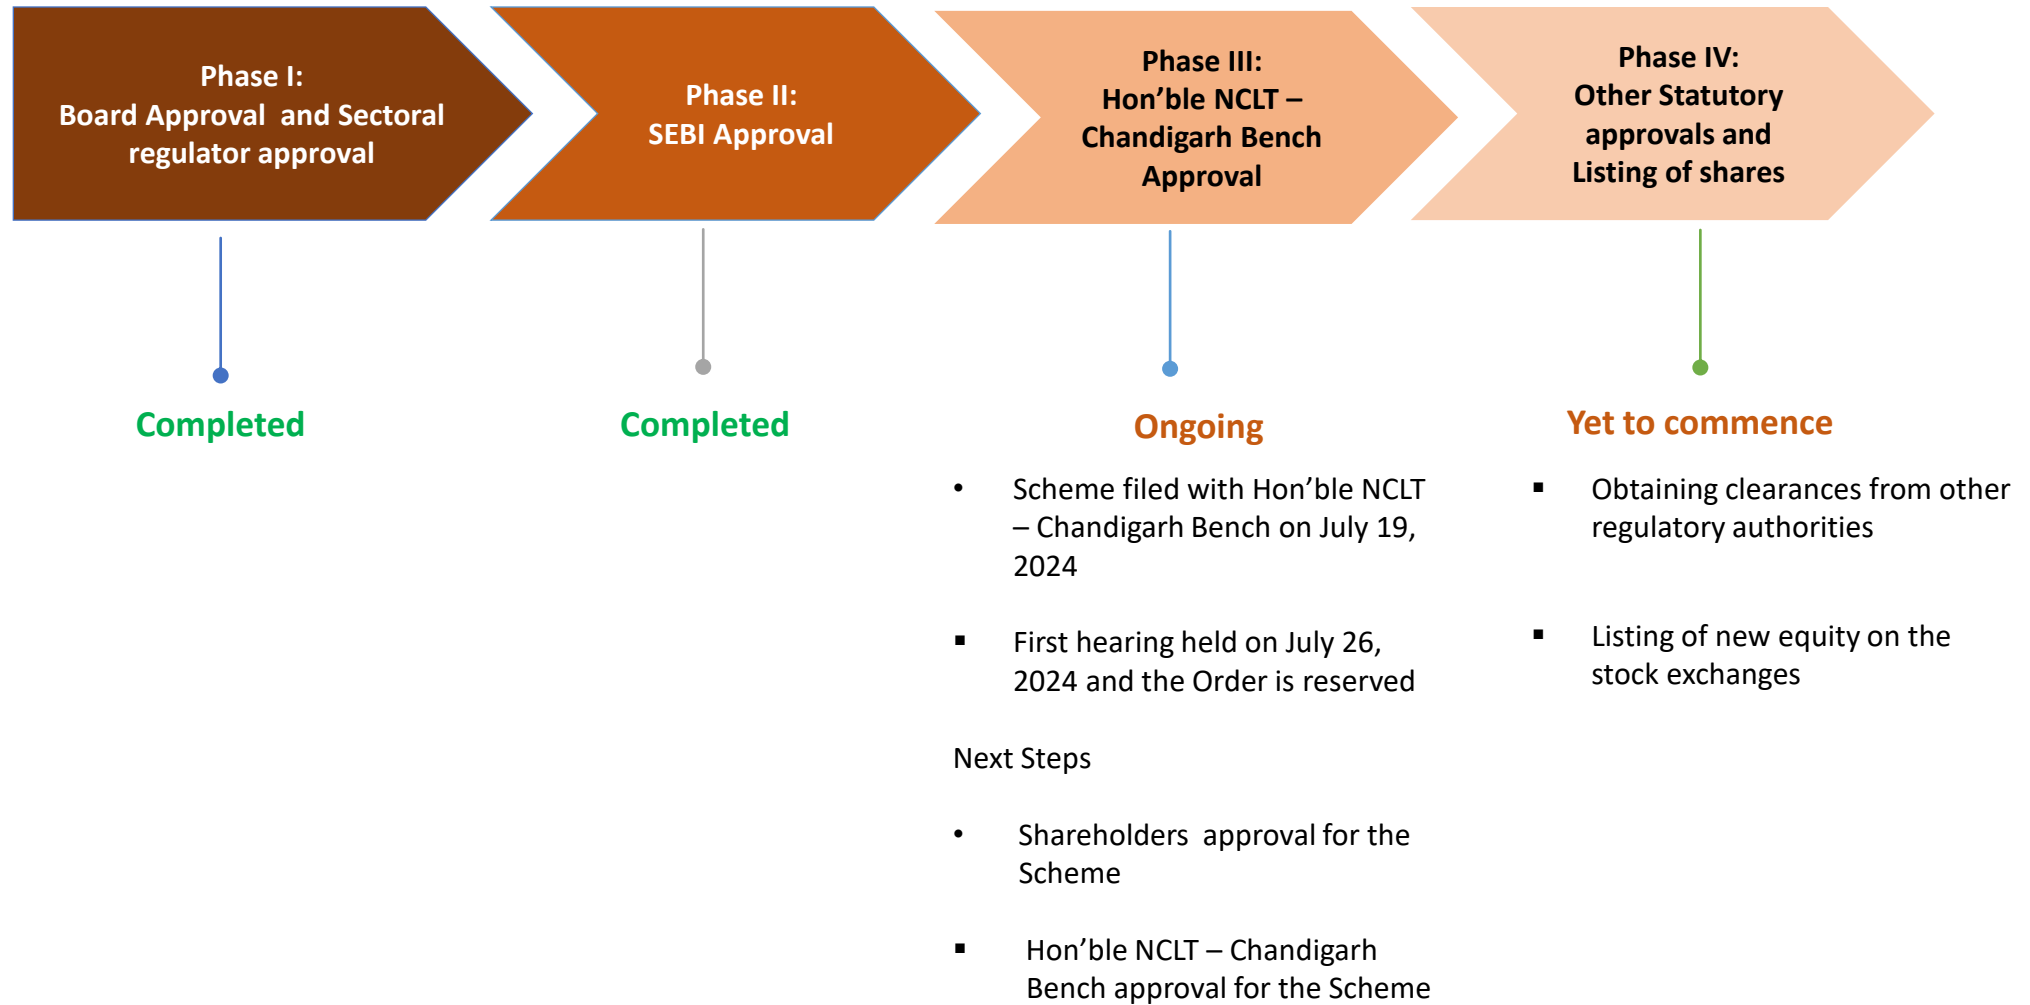 Phase I:
Board Approval  and Sectoral
regulator approval
Phase II:
SEBI Approval
Phase III:
Hon’ble NCLT –
Chandigarh Bench
Approval
Phase IV:
Other Statutory
approvals and
Listing of shares
Completed
Completed
Ongoing
• Scheme filed with Hon’ble NCLT
– Chandigarh Bench on July 19,
2024
▪ First hearing held on July 26,
2024 and the Order is reserved
Next Steps
• Shareholders  approval for the
Scheme
▪ Hon’ble NCLT – Chandigarh
Bench approval for the Scheme
Yet to commence
▪ Obtaining clearances from other
regulatory authorities
▪ Listing of new equity on the
stock exchanges